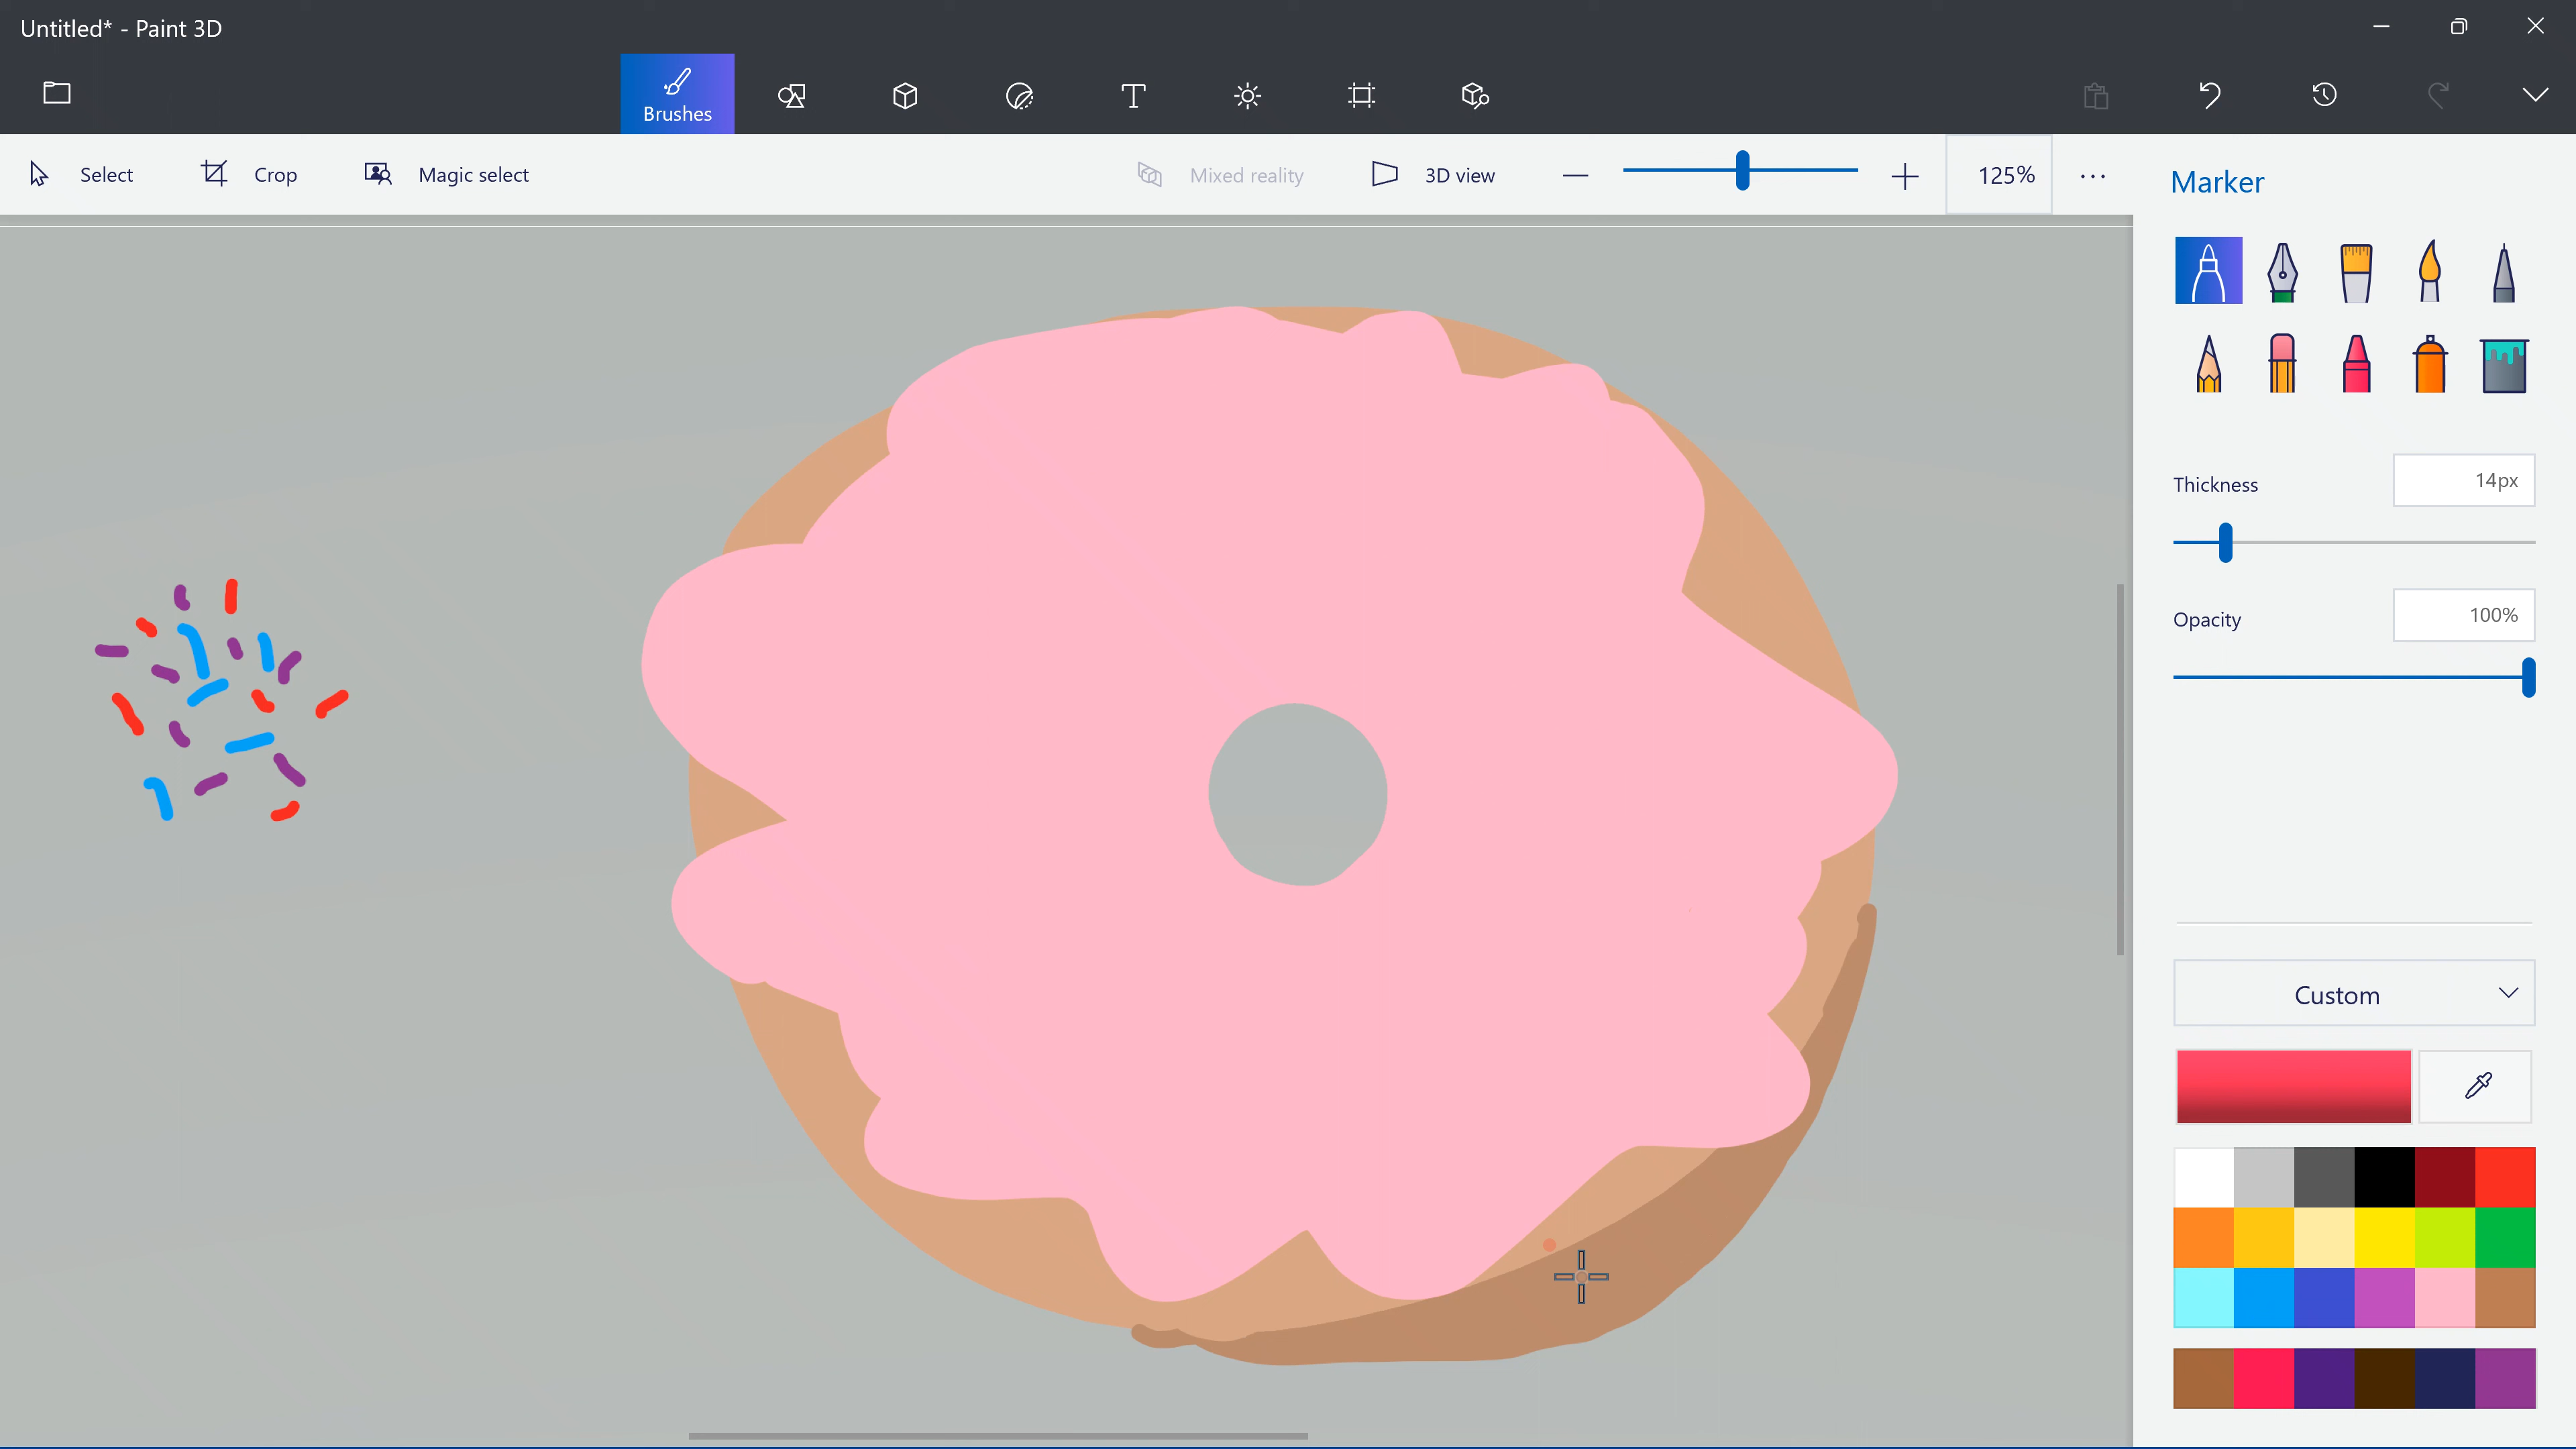 Untitled* - Paint 3D
Brushes
Select
Crop
Magic select
Mixed reality
3D view
125%
Marker
Thickness
14px
Opacity
100%
Custom